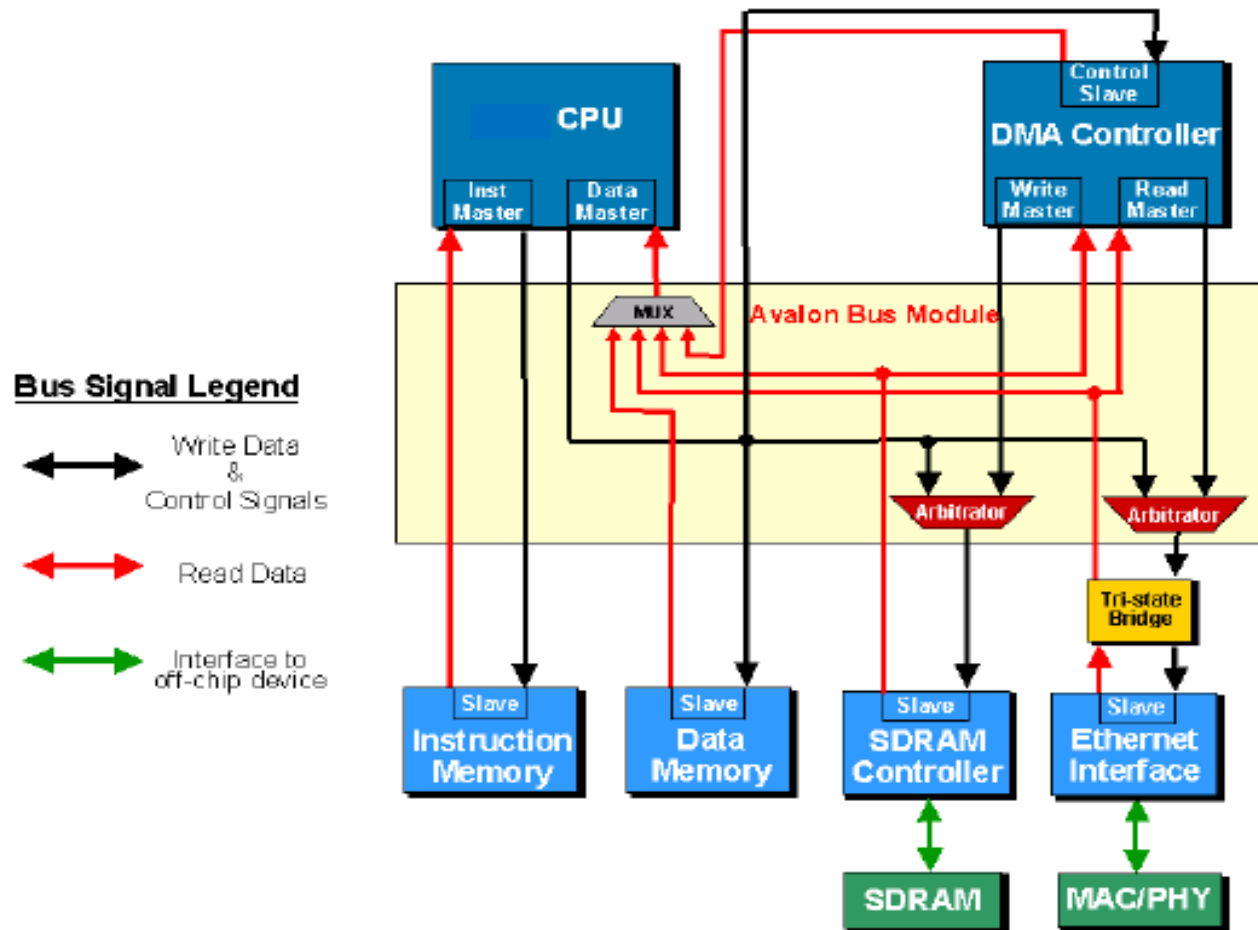 Control
Slave
CPU
DMA Controller
Inst
Master
Data
Master
Write
Master
Read
Master
MUX
Avalon Bus Module
Bus Signal Legend
Write Data
&
Control Signals
Read Data
Interface to
off-chip device
Arbitrator
Arbitrator
Tri-state
Bridge
Slave
Instruction
Memory
Slave
Data
Memory
Slave
SDRAM
Controller
Slave
Ethernet
Interface
SDRAM
MAC/PHY